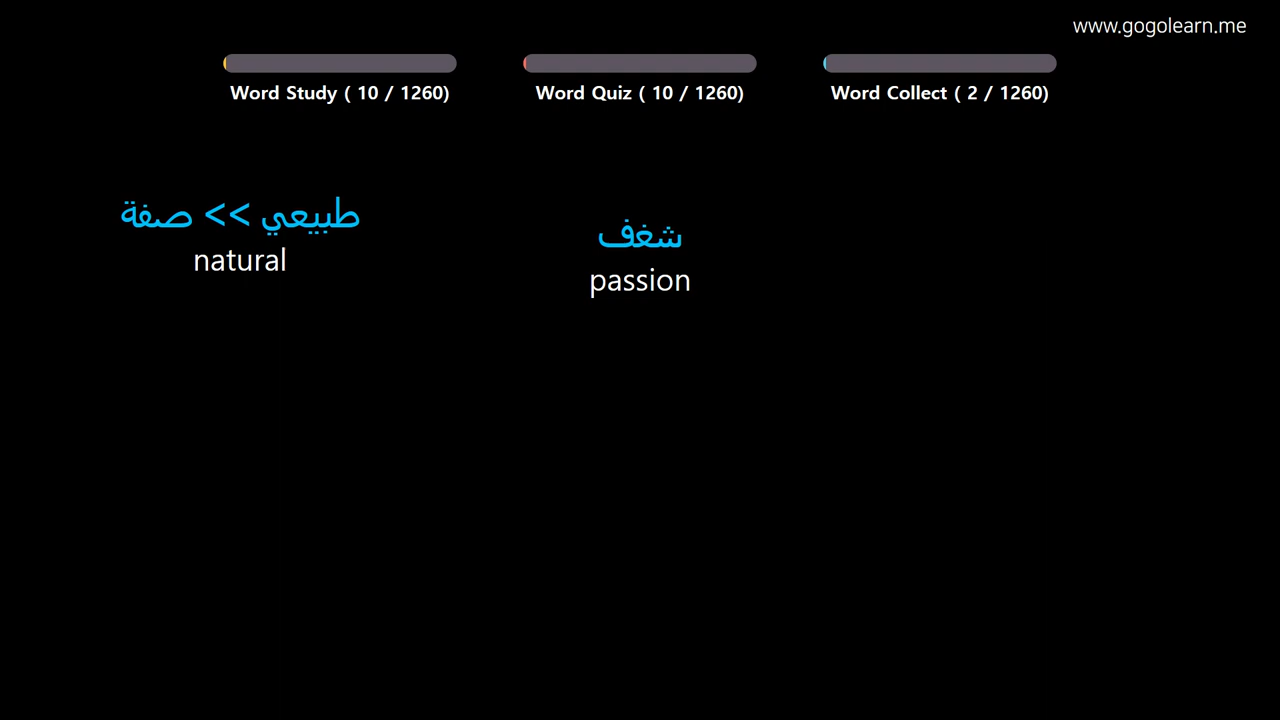 www.gogolearn.me
Word Study ( 10 / 1260)
Word Quiz ( 10 / 1260)
Word Collect ( 2 / 1260)
طبيعي >> صفة
natural
شغف
passion